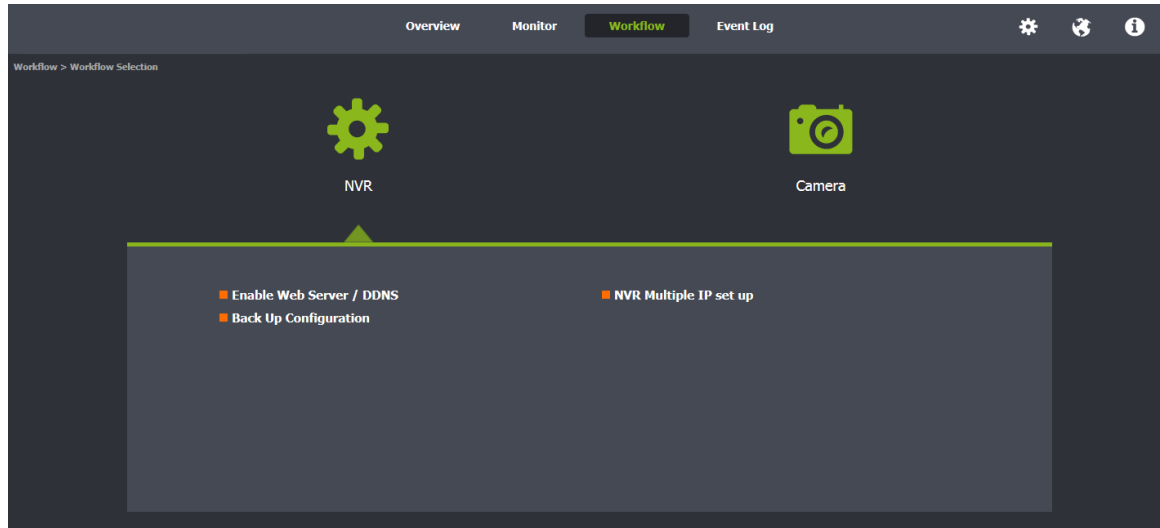 Overview Monitor Workflow Event Log
Workflow > Workflow Selection
NVR
Camera
Enable Web Server / DDNS
Back Up Configuration
NVR Multiple IP set up